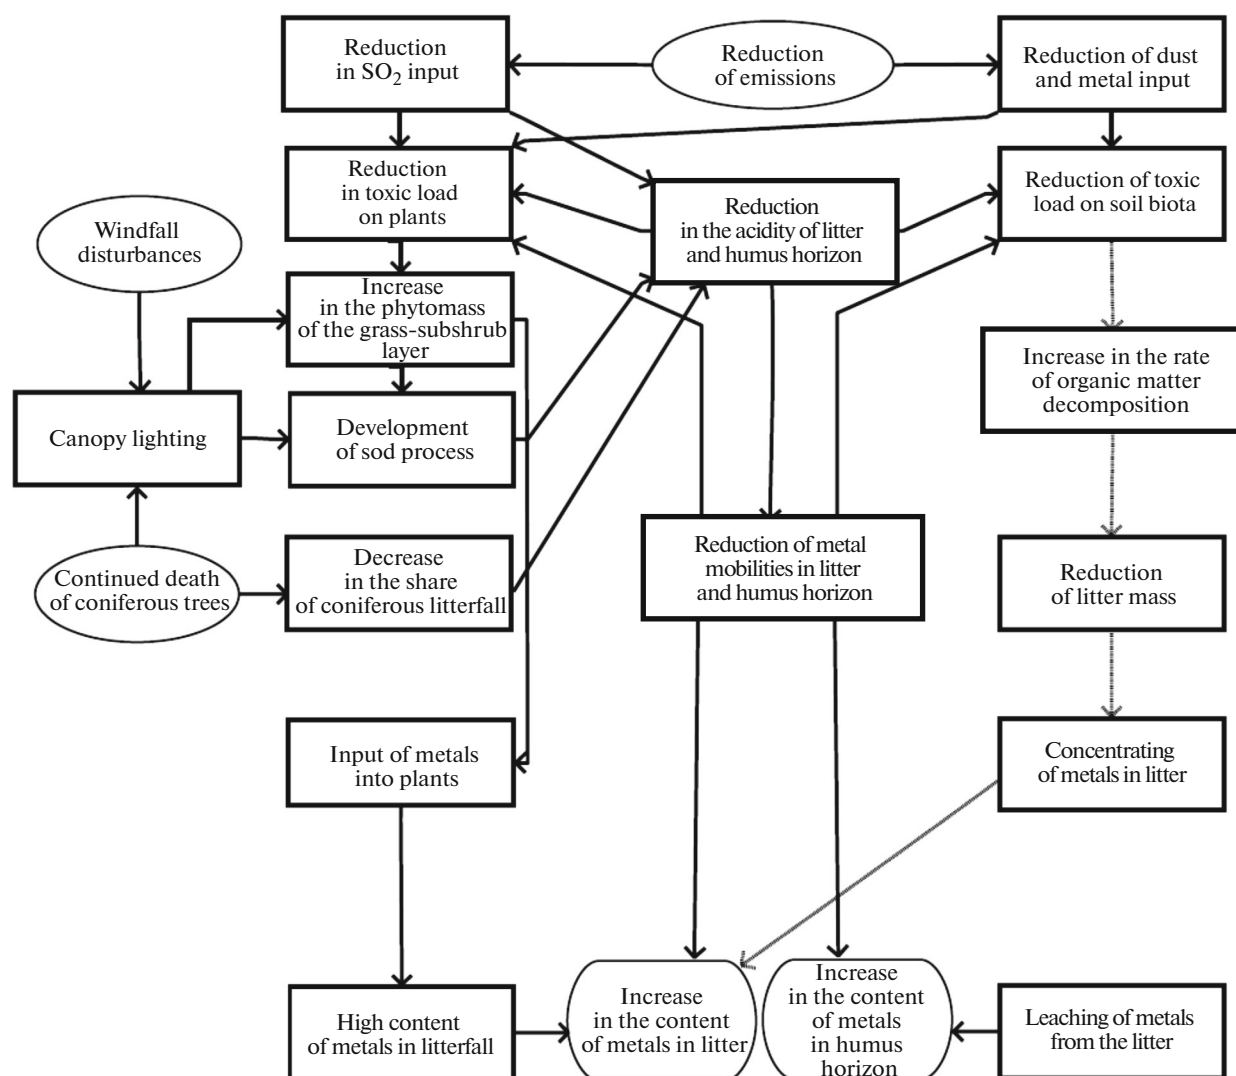 Reduction
in SO₂ input
Reduction
of emissions
Reduction of dust
and metal input
Reduction
in toxic load
on plants
Reduction
in the acidity of litter
and humus horizon
Reduction of toxic
load on soil biota
Windfall
disturbances
Increase
in the phytomass
of the grass-subshrub
layer
Increase in the rate
of organic matter
decomposition
Canopy lighting
Development
of sod process
Continued death
of coniferous trees
Decrease
in the share
of coniferous litterfall
Reduction of metal
mobilities in litter
and humus horizon
Reduction
of litter mass
Input of metals
into plants
Concentrating
of metals in litter
High content
of metals in litterfall
Increase
in the content
of metals in litter
Increase
in the content
of metals
in humus
horizon
Leaching of metals
from the litter